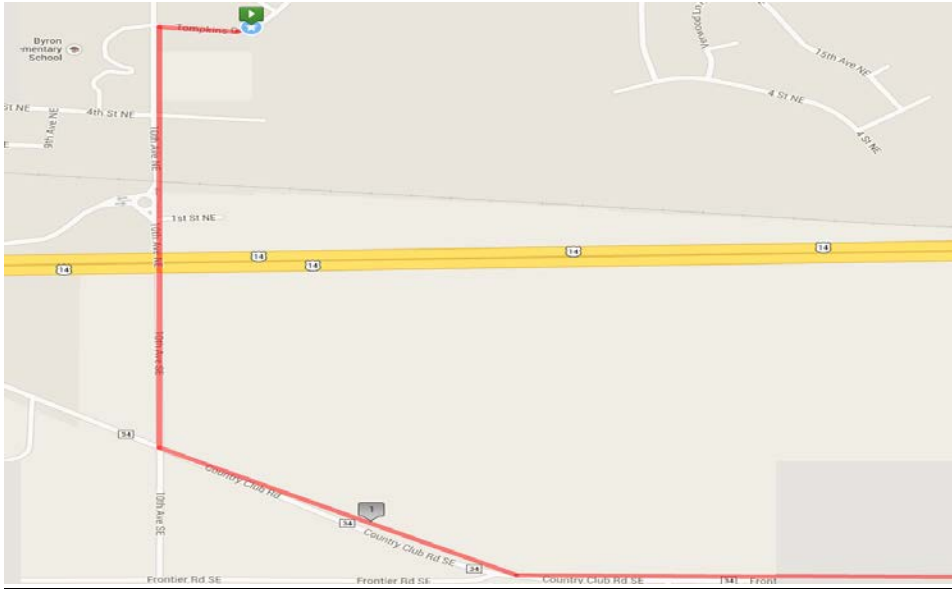 Tompkins D
Byron
ementary
School
Verwood Ln
15th Ave NE
4 St NE
4 St NE
St NE
4th St NE
9th Ave NE
10th Ave NE
E
1st St NE
10th Ave NE
14
14
14
14
14
10th Ave SE
34
Country Club Rd
10th Ave SE
1
34
Country Club Rd SE
34
Frontier Rd SE
Frontier Rd SE
Country Club Rd SE
34
Front